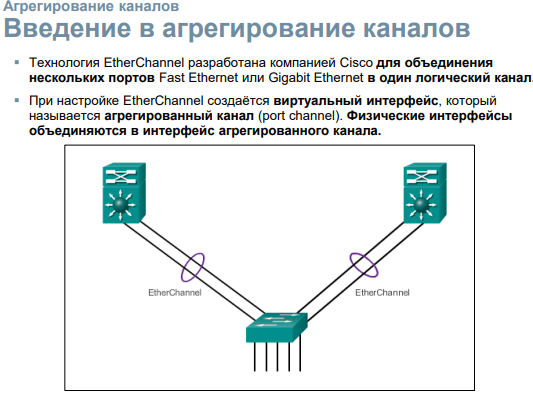 Агрегирование каналов
Введение в агрегирование каналов
Технология EtherChannel разработана компанией Cisco для объединения
нескольких портов Fast Ethernet или Gigabit Ethernet в один логический канал.
При настройке EtherChannel создаётся виртуальный интерфейс, который
называется агрегированный канал (port channel). Физические интерфейсы
объединяются в интерфейс агрегированного канала.
EtherChannel
EtherChannel